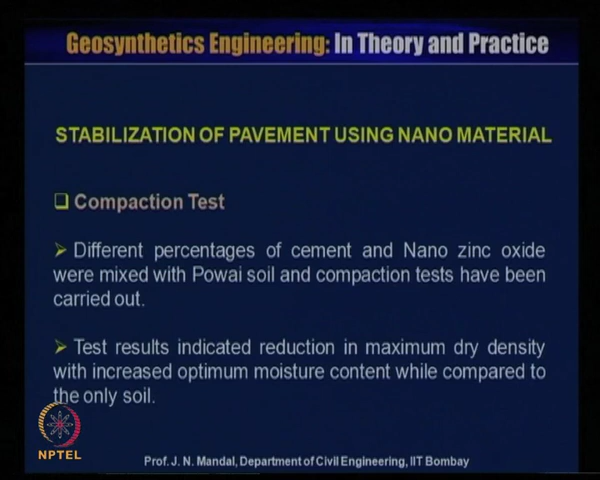 Geosynthetics Engineering: In Theory and Practice
STABILIZATION OF PAVEMENT USING NANO MATERIAL
Compaction Test
Different percentages of cement and Nano zinc oxide
were mixed with Powai soil and compaction tests have been
carried out.
Test results indicated reduction in maximum dry density
with increased optimum moisture content while compared to
the only soil.
NPTEL
Prof. J. N. Mandal, Department of Civil Engineering, IIT Bombay